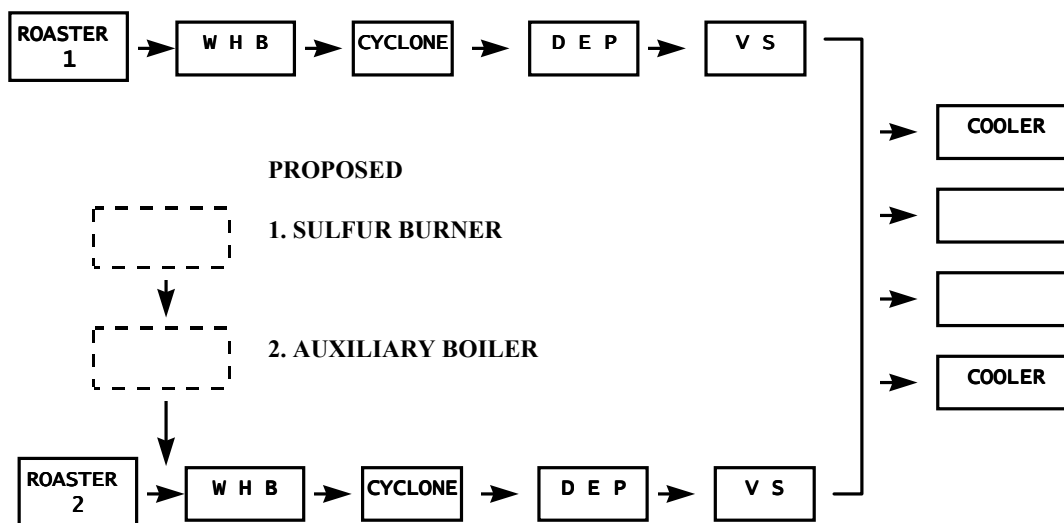 ROASTER
1
W H B
CYCLONE
D E P
V S
COOLER
PROPOSED
1. SULFUR BURNER
2. AUXILIARY BOILER
COOLER
ROASTER
2
W H B
CYCLONE
D E P
V S